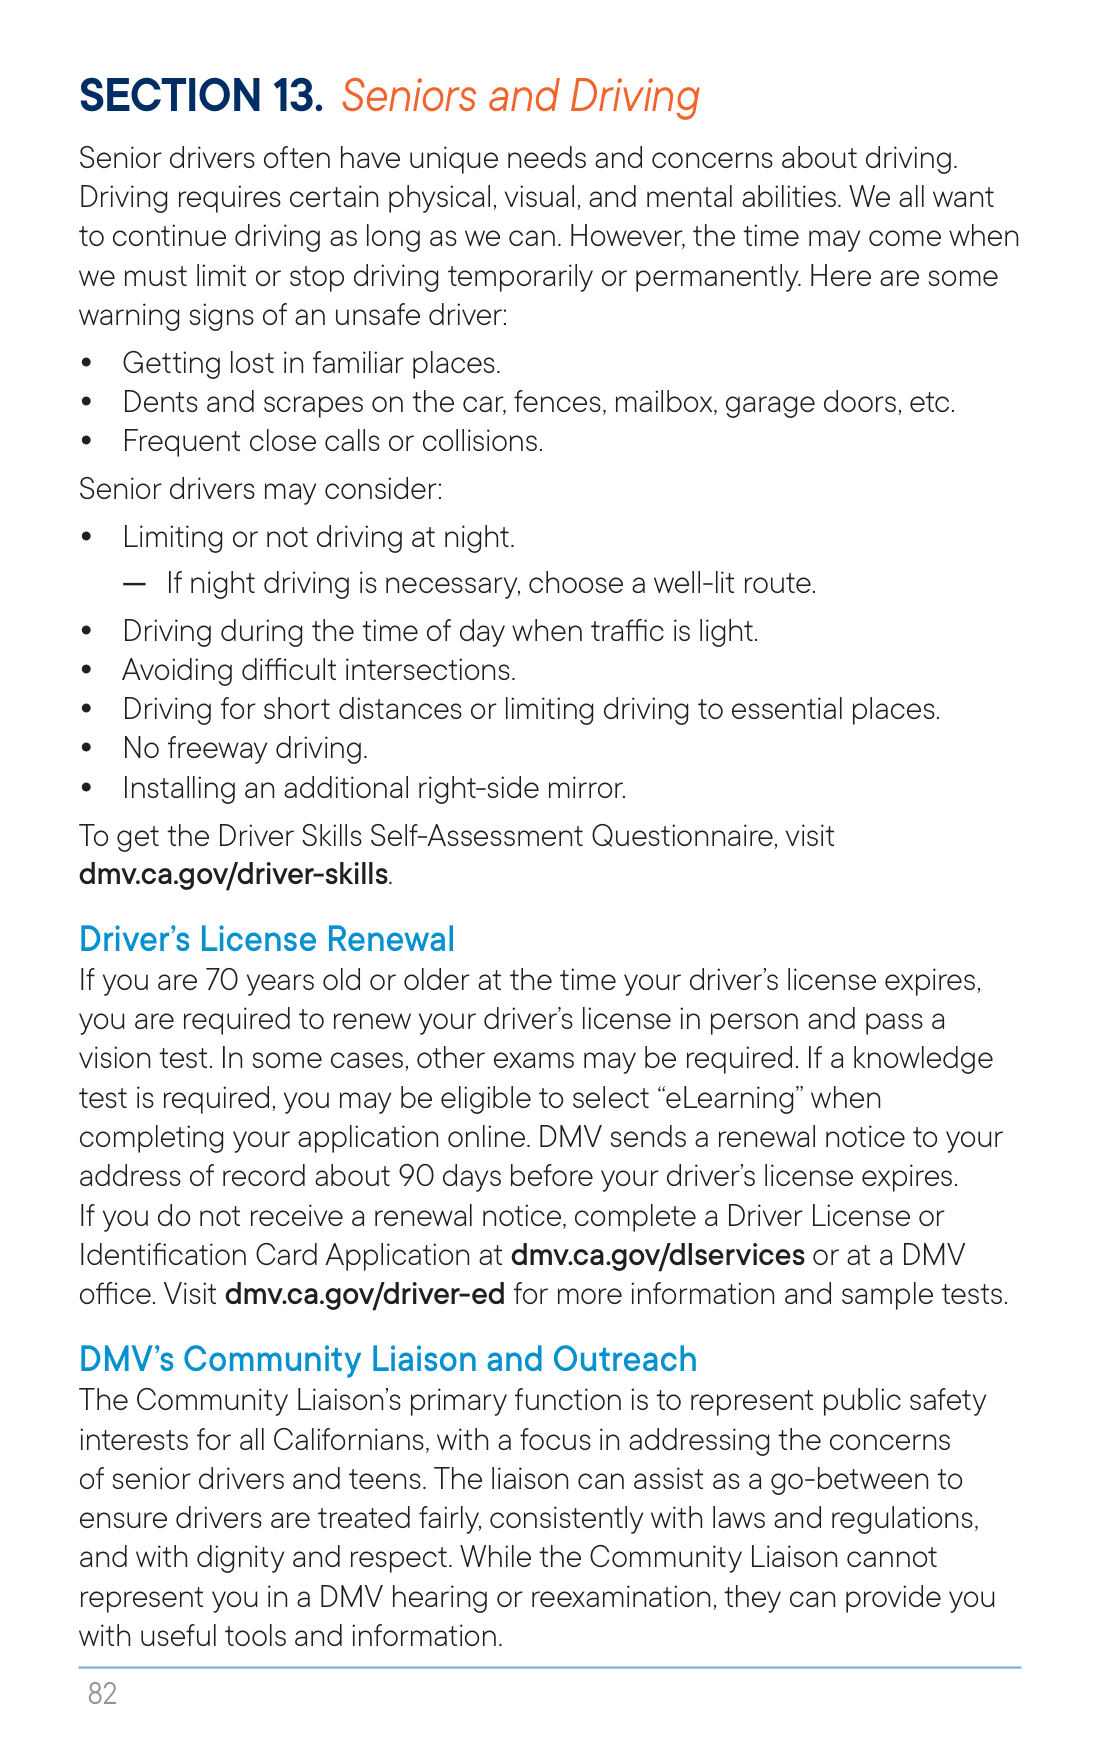 SECTION 13. Seniors and Driving
Senior drivers often have unique needs and concerns about driving.
Driving requires certain physical, visual, and mental abilities. We all want
to continue driving as long as we can. However, the time may come when
we must limit or stop driving temporarily or permanently. Here are some
warning signs of an unsafe driver:
• Getting lost in familiar places.
• Dents and scrapes on the car, fences, mailbox, garage doors, etc.
• Frequent close calls or collisions.
Senior drivers may consider:
• Limiting or not driving at night.
— If night driving is necessary, choose a well-lit route.
• Driving during the time of day when traffic is light.
• Avoiding difficult intersections.
• Driving for short distances or limiting driving to essential places.
• No freeway driving.
• Installing an additional right-side mirror.
To get the Driver Skills Self-Assessment Questionnaire, visit
dmv.ca.gov/driver-skills.
Driver’s License Renewal
If you are 70 years old or older at the time your driver’s license expires,
you are required to renew your driver’s license in person and pass a
vision test. In some cases, other exams may be required. If a knowledge
test is required, you may be eligible to select “eLearning” when
completing your application online. DMV sends a renewal notice to your
address of record about 90 days before your driver’s license expires.
If you do not receive a renewal notice, complete a Driver License or
Identification Card Application at dmv.ca.gov/dlservices or at a DMV
office. Visit dmv.ca.gov/driver-ed for more information and sample tests.
DMV’s Community Liaison and Outreach
The Community Liaison’s primary function is to represent public safety
interests for all Californians, with a focus in addressing the concerns
of senior drivers and teens. The liaison can assist as a go-between to
ensure drivers are treated fairly, consistently with laws and regulations,
and with dignity and respect. While the Community Liaison cannot
represent you in a DMV hearing or reexamination, they can provide you
with useful tools and information.
82